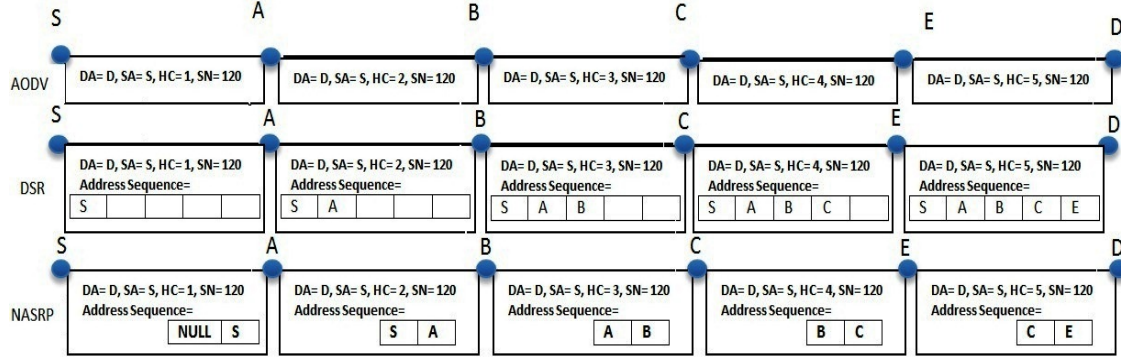 S A B C E D
AODV
DA= D, SA= S, HC= 1, SN= 120
DA= D, SA= S, HC= 2, SN= 120
DA= D, SA= S, HC= 3, SN= 120
DA= D, SA= S, HC= 4, SN= 120
DA= D, SA= S, HC= 5, SN= 120
S A B C E D
DSR
DA= D, SA= S, HC= 1, SN= 120
Address Sequence=
S
DA= D, SA= S, HC= 2, SN= 120
Address Sequence=
S A
DA= D, SA= S, HC= 3, SN= 120
Address Sequence=
S A B
DA= D, SA= S, HC= 4, SN= 120
Address Sequence=
S A B C
DA= D, SA= S, HC= 5, SN= 120
Address Sequence=
S A B C E
S A B C E D
NASRP
DA= D, SA= S, HC= 1, SN= 120
Address Sequence=
NULL S
DA= D, SA= S, HC= 2, SN= 120
Address Sequence=
S A
DA= D, SA= S, HC= 3, SN= 120
Address Sequence=
A B
DA= D, SA= S, HC= 4, SN= 120
Address Sequence=
B C
DA= D, SA= S, HC= 5, SN= 120
Address Sequence=
C E